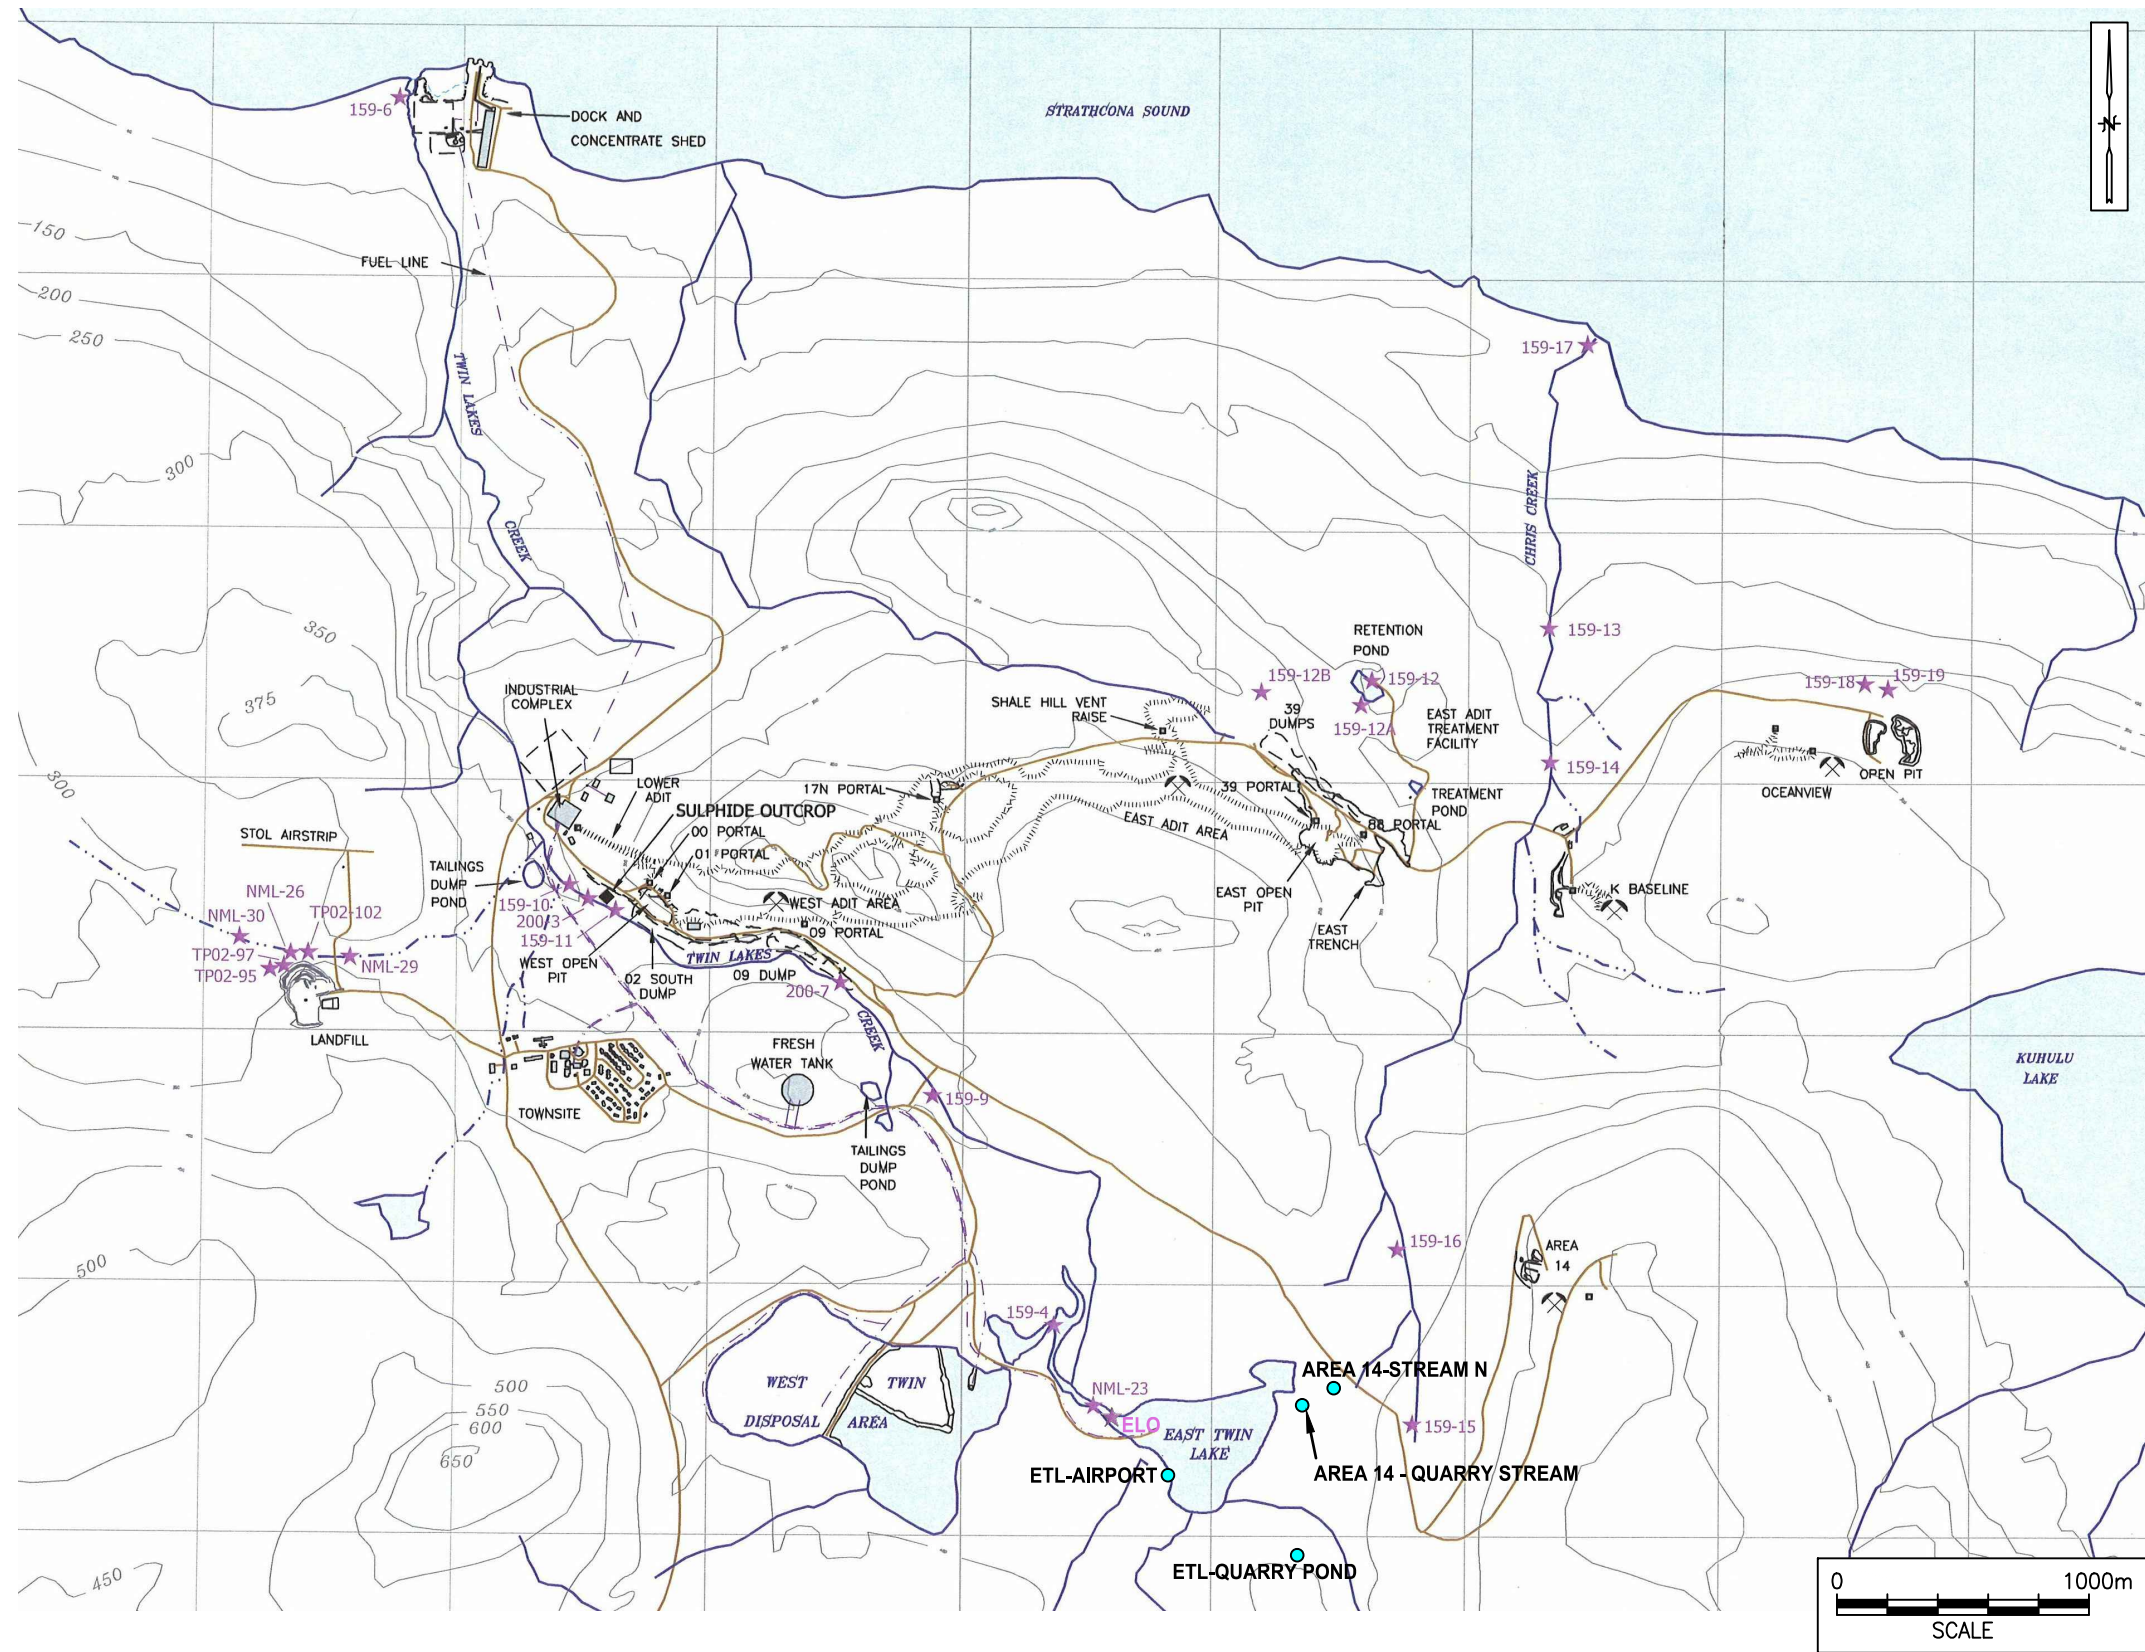 STRATHCONA SOUND
N
159-6
DOCK AND
CONCENTRATE SHED
150
FUEL LINE
200
250
159-17
TWIN LAKES
300
CREEK
CHRIS CREEK
350
RETENTION
POND
159-13
375
INDUSTRIAL
COMPLEX
159-12B
159-12
159-18
159-19
SHALE HILL VENT
RAISE
39
DUMPS
159-12A
EAST ADIT
TREATMENT
FACILITY
300
LOWER
ADIT
159-14
OPEN PIT
17N PORTAL
39 PORTAL
TREATMENT
POND
OCEANVIEW
SULPHIDE OUTCROP
00 PORTAL
EAST ADIT AREA
88 PORTAL
STOL AIRSTRIP
01 PORTAL
TAILINGS
DUMP
POND
NML-26
NML-30
TP02-102
159-10
200-3
159-11
WEST ADIT AREA
09 PORTAL
EAST OPEN
PIT
K BASELINE
EAST
TRENCH
TP02-97
TP02-95
NML-29
WEST OPEN
PIT
TWIN LAKES
02 SOUTH
DUMP
09 DUMP
200-7
CREEK
LANDFILL
FRESH
WATER TANK
KUHULU
LAKE
TOWNSITE
159-9
TAILINGS
DUMP
POND
159-16
AREA
14
500
159-4
WEST
TWIN
DISPOSAL
AREA
500
550
600
650
AREA 14-STREAM N
NML-23
ELO
EAST TWIN
LAKE
159-15
ETL-AIRPORT
AREA 14 - QUARRY STREAM
ETL-QUARRY POND
450
0
1000m
SCALE